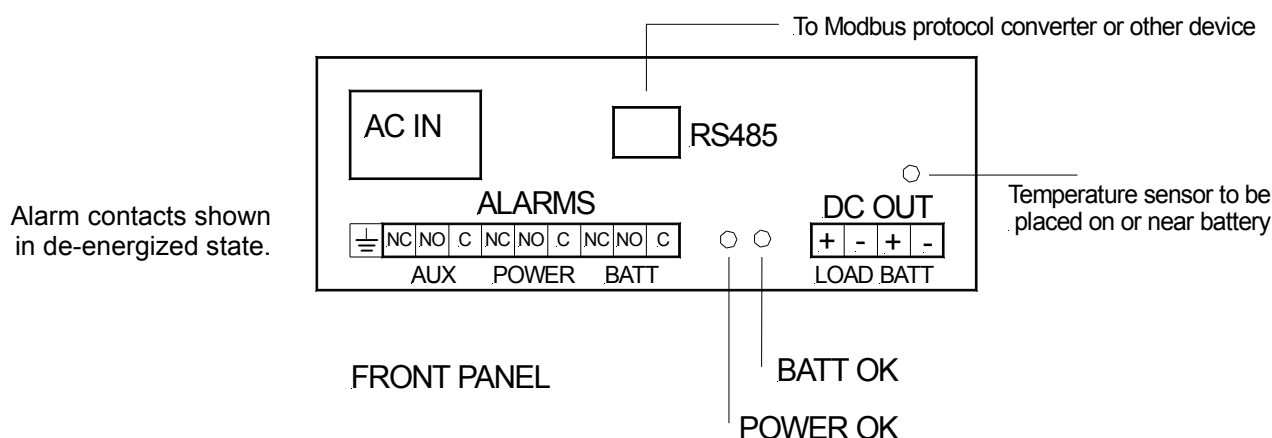 To Modbus protocol converter or other device
AC IN
RS485
Alarm contacts shown
in de-energized state.
ALARMS
DC OUT
Temperature sensor to be
placed on or near battery
NC NO C NC NO C NC NO C
+ - + -
AUX POWER BATT
LOAD BATT
FRONT PANEL
BATT OK
POWER OK